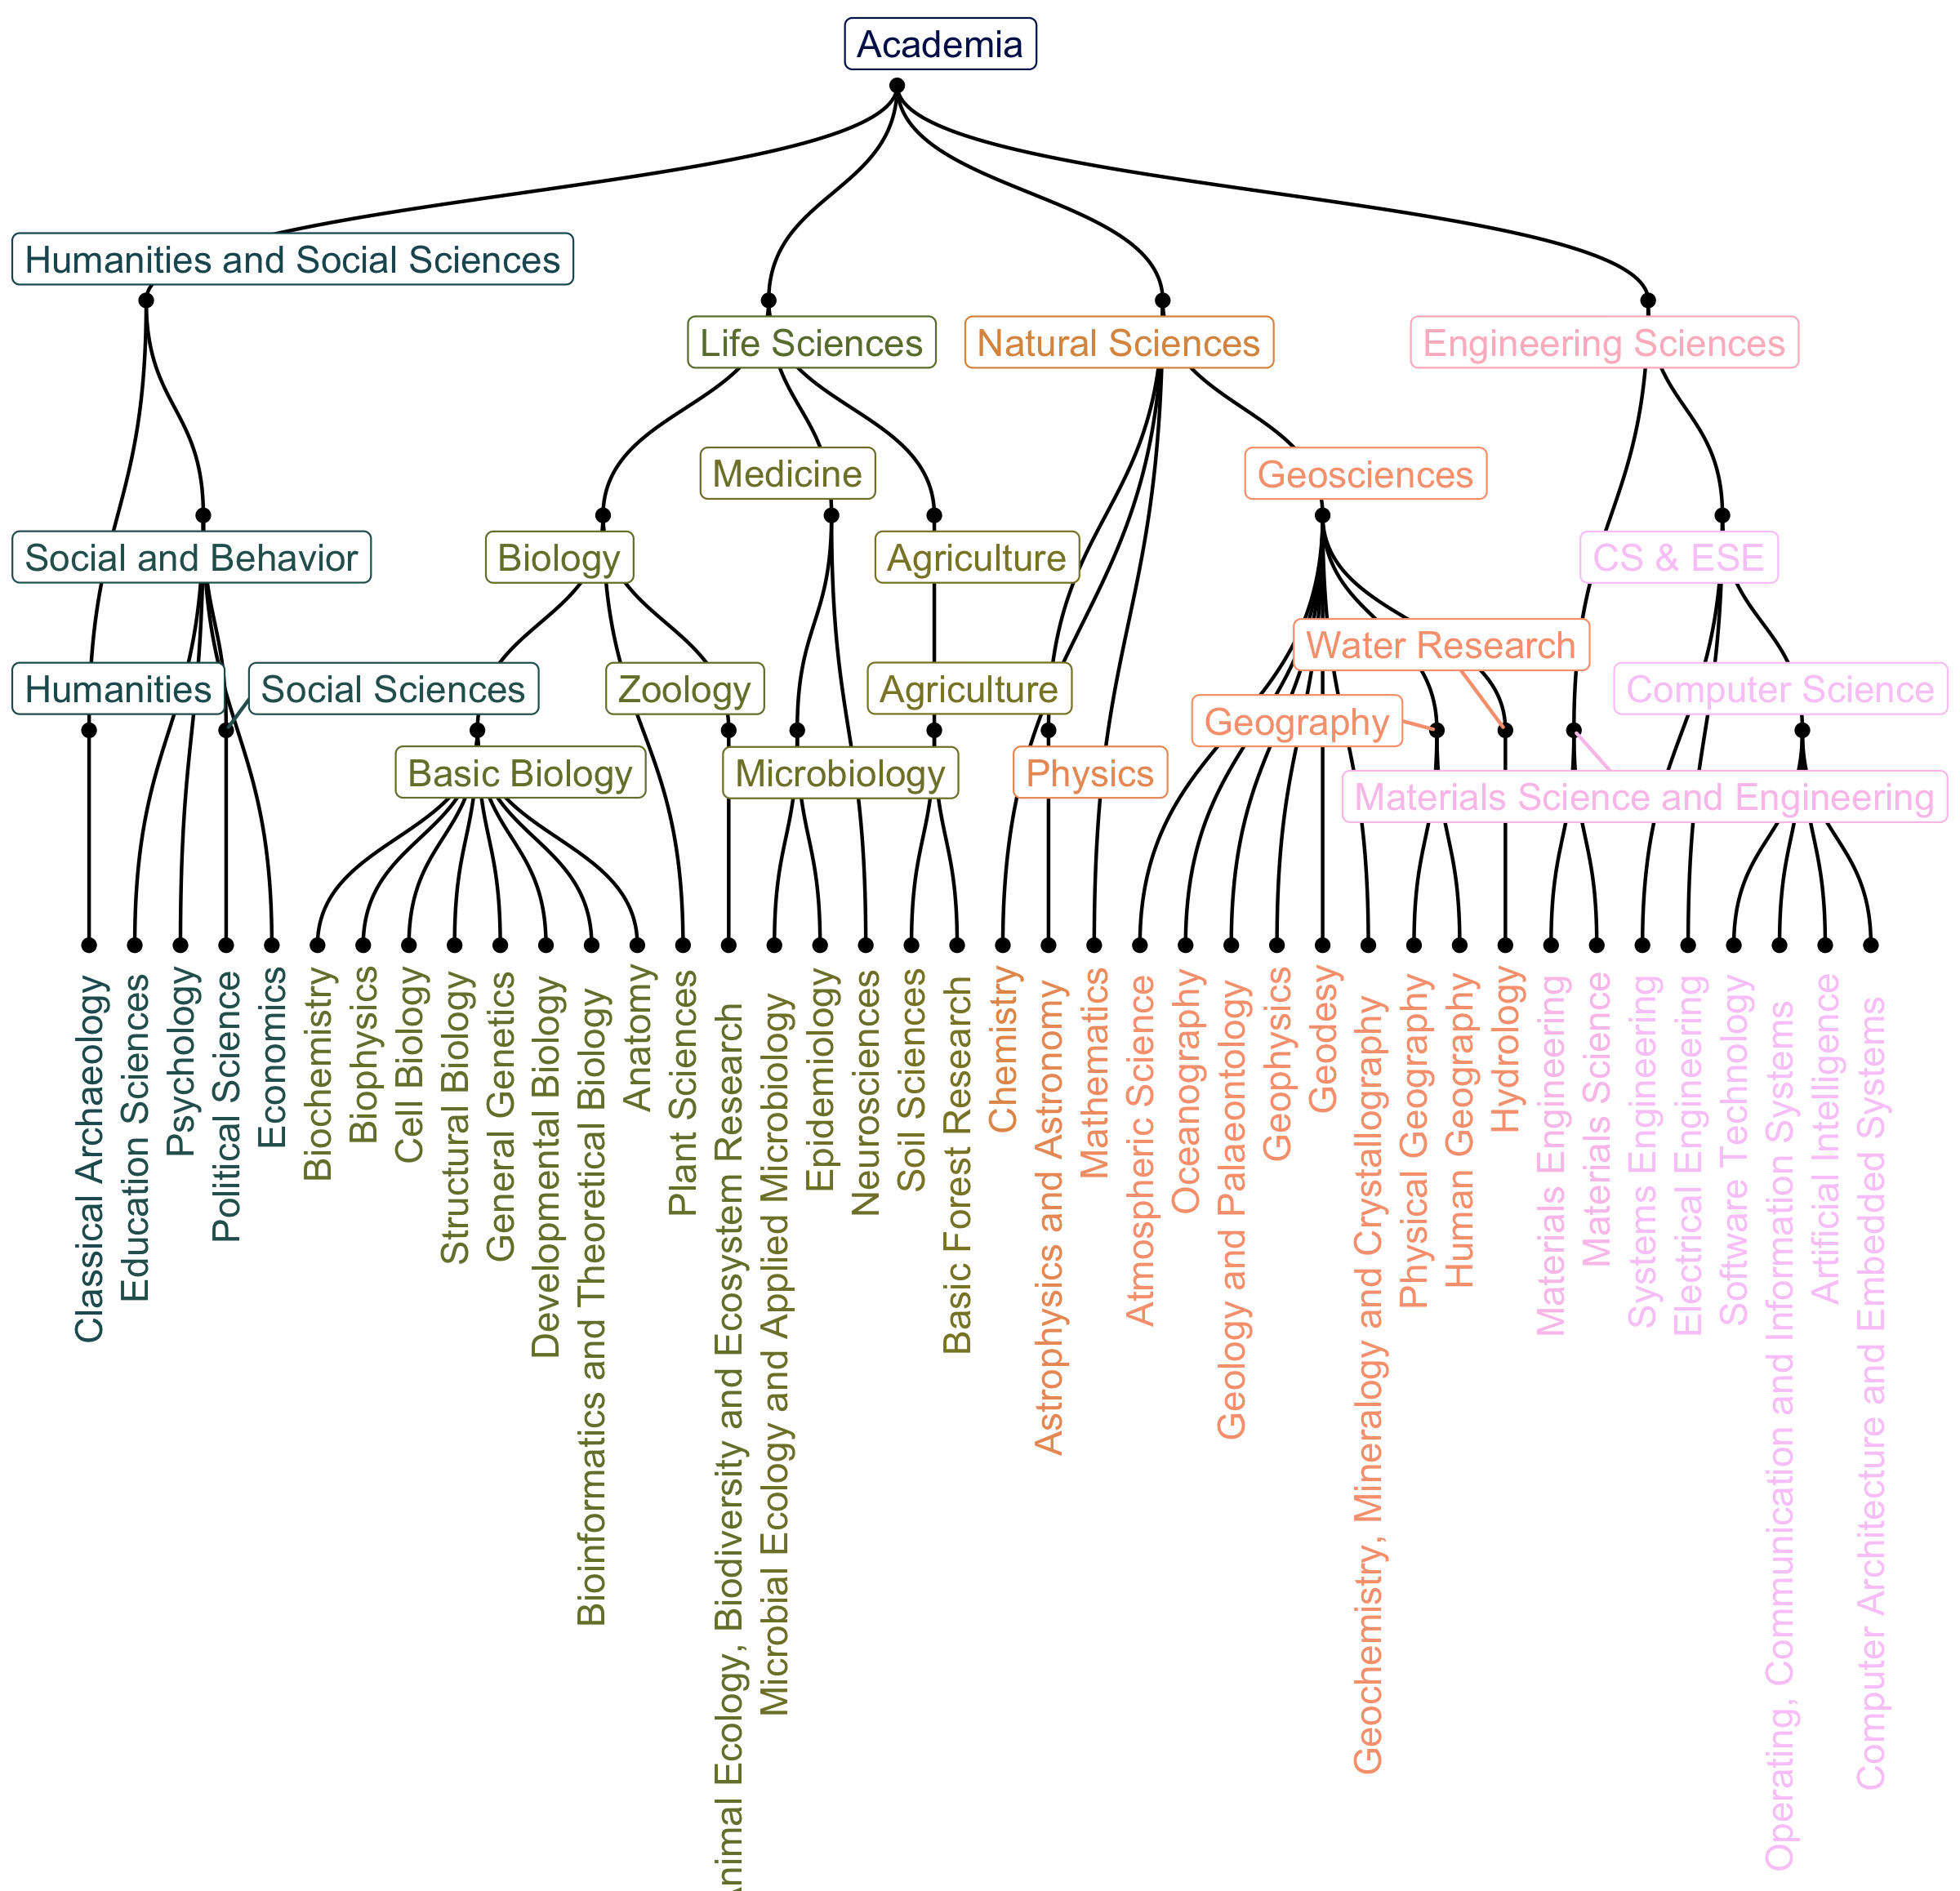 Academia
Humanities and Social Sciences
Life Sciences
Natural Sciences
Engineering Sciences
Medicine
Geosciences
Social and Behavior
Biology
Agriculture
CS & ESE
Water Research
Humanities
Social Sciences
Zoology
Agriculture
Computer Science
Geography
Basic Biology
Microbiology
Physics
Materials Science and Engineering
Classical Archaeology
Education Sciences
Psychology
Political Science
Economics
Biochemistry
Biophysics
Cell Biology
Structural Biology
General Genetics
Developmental Biology
Bioinformatics and Theoretical Biology
Anatomy
Plant Sciences
Animal Ecology, Biodiversity and Ecosystem Research
Microbial Ecology and Applied Microbiology
Epidemiology
Neurosciences
Soil Sciences
Basic Forest Research
Chemistry
Astrophysics and Astronomy
Mathematics
Atmospheric Science
Oceanography
Geology and Palaeontology
Geophysics
Geodesy
Geochemistry, Mineralogy and Crystallography
Physical Geography
Human Geography
Hydrology
Materials Engineering
Materials Science
Systems Engineering
Electrical Engineering
Software Technology
Operating, Communication and Information Systems
Artificial Intelligence
Computer Architecture and Embedded Systems